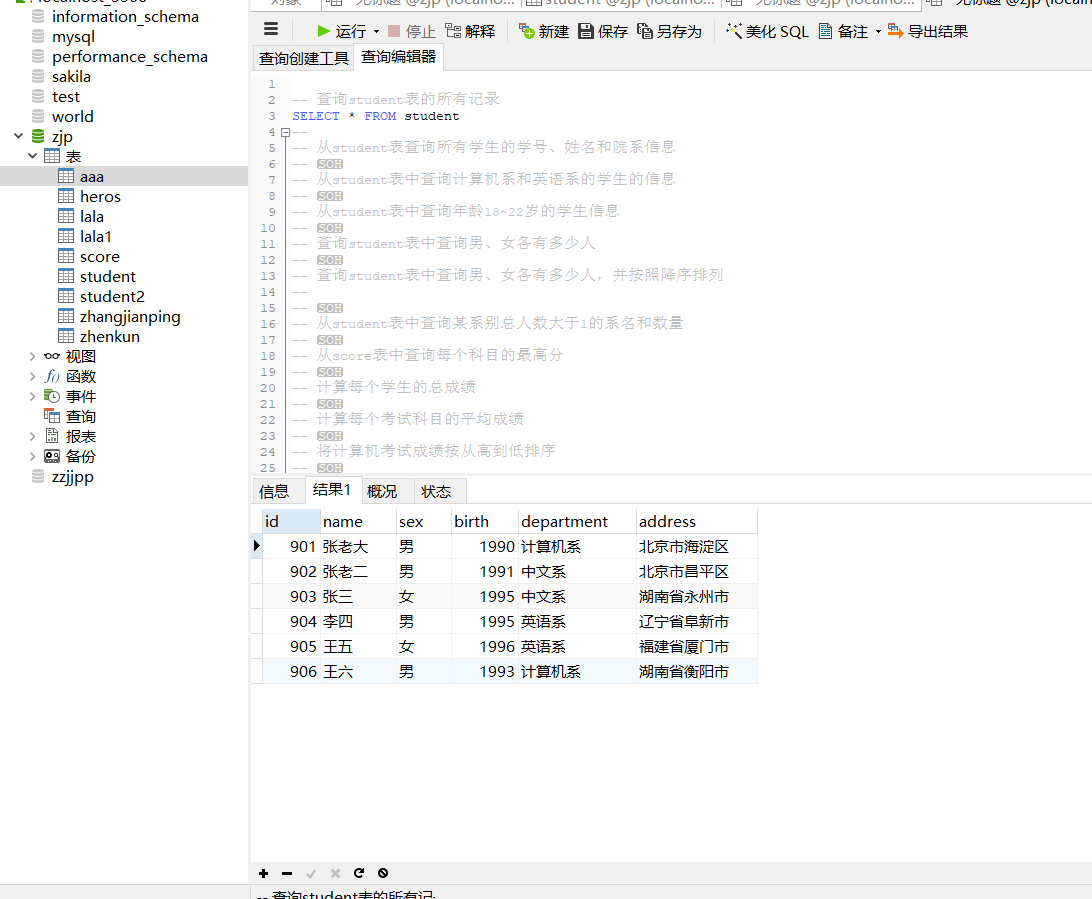 information_schema
mysql
performance_schema
sakila
test
world
zjp
表
aaa
heros
lala
lala1
score
student
student2
zhangjianping
zhenkun
视图
函数
事件
查询
报表
备份
zzjjpp
运行 停止 解释 新建 保存 另存为 美化 SQL 备注 导出结果
查询创建工具 查询编辑器
1
2 -- 查询student表的所有记录
3 SELECT * FROM student
4 --
5 -- 从student表查询所有学生的学号、姓名和院系信息
6 -- SOH
7 -- 从student表中查询计算机系和英语系的学生的信息
8 -- SOH
9 -- 从student表中查询年龄18~22岁的学生信息
10 -- SOH
11 -- 查询student表中查询男、女各有多少人
12 -- SOH
13 -- 查询student表中查询男、女各有多少人，并按照降序排列
14 --
15 -- SOH
16 -- 从student表中查询某系别总人数大于1的系名和数量
17 -- SOH
18 -- 从score表中查询每个科目的最高分
19 -- SOH
20 -- 计算每个学生的总成绩
21 -- SOH
22 -- 计算每个考试科目的平均成绩
23 -- SOH
24 -- 将计算机考试成绩按从高到低排序
25 -- SOH
信息 结果1 概况 状态
id name sex birth department address
901 张老大 男 1990 计算机系 北京市海淀区
902 张老二 男 1991 中文系 北京市昌平区
903 张三 女 1995 中文系 湖南省永州市
904 李四 男 1995 英语系 辽宁省阜新市
905 王五 女 1996 英语系 福建省厦门市
906 王六 男 1993 计算机系 湖南省衡阳市
-- 查询student表的所有记